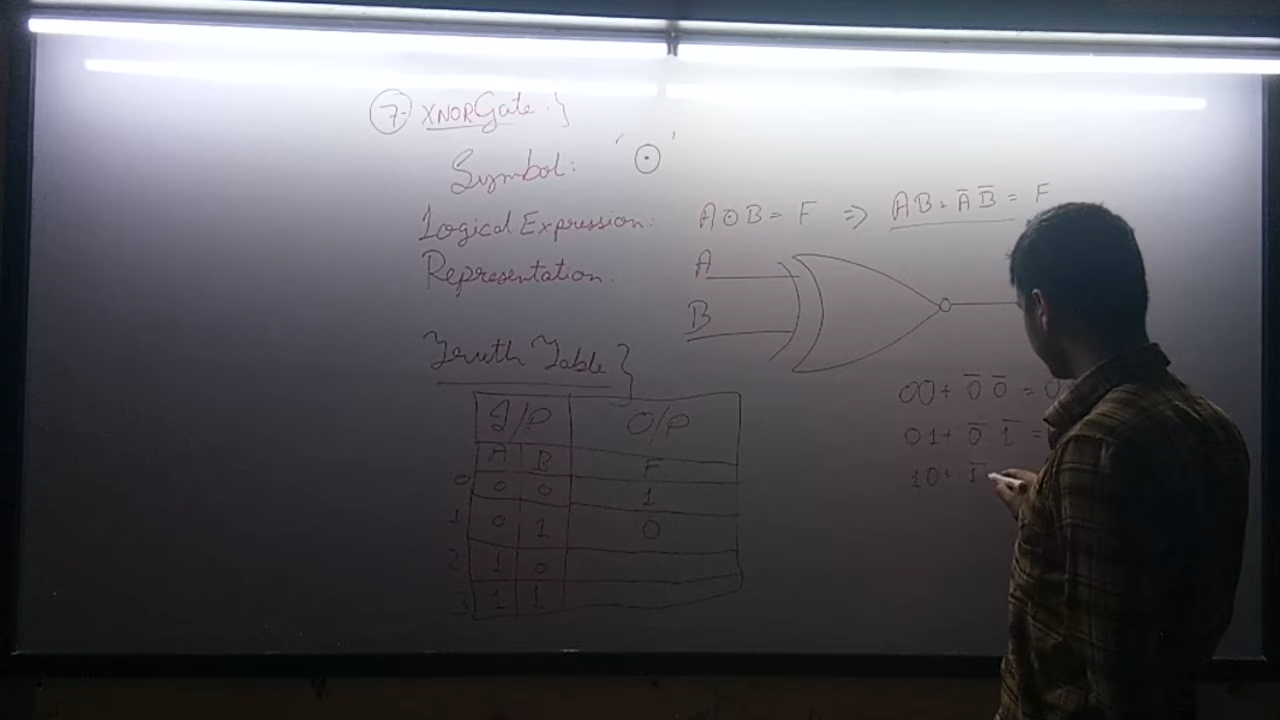 7. XNOR Gate. }
Symbol: ' ⊙ '
Logical Expression: A⊙B = F ⇒ AB + A̅ B̅ = F
Representation:
A
B
Truth Table }
I/P O/P
A B F
0 0 0 1
1 0 1 0
2 1 0
3 1 1
00 + 0̅ 0̅ = 0
01 + 0̅ . 1̅ =
10 + 1̅